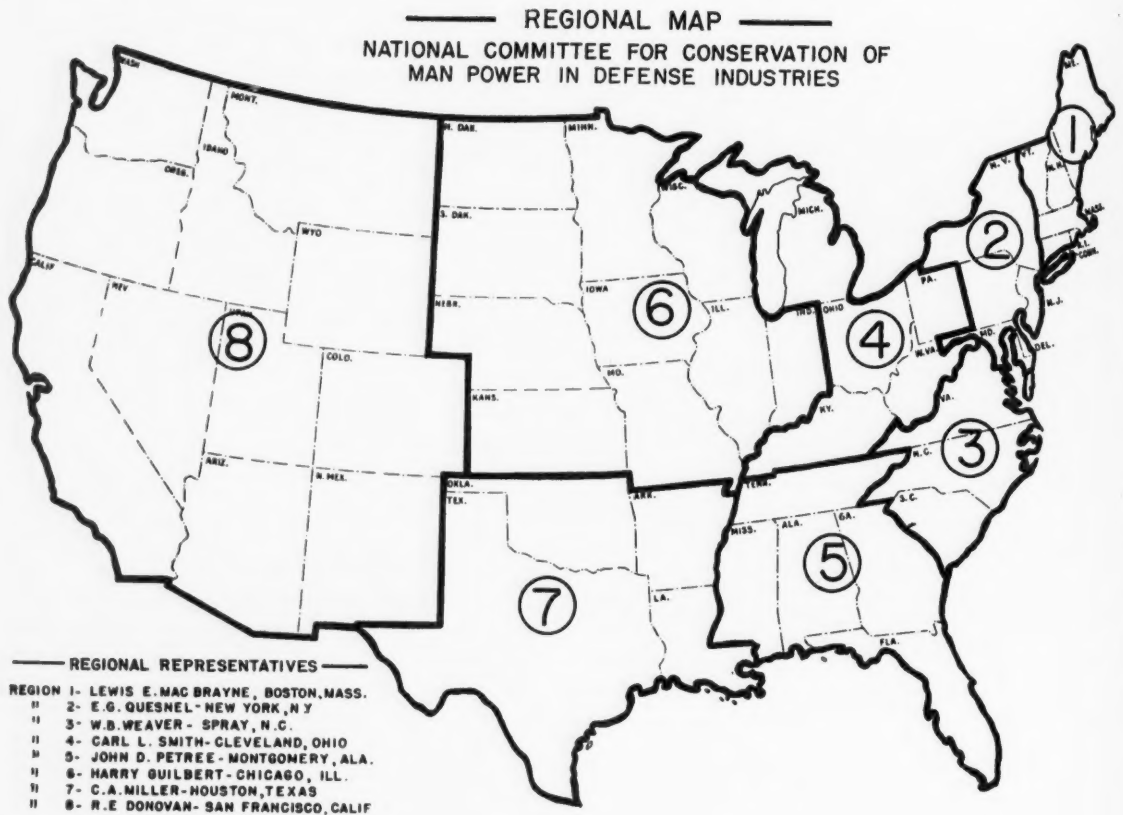 REGIONAL MAP
NATIONAL COMMITTEE FOR CONSERVATION OF
MAN POWER IN DEFENSE INDUSTRIES
WASH
MONT.
N. DAK.
MINN.
ME.
1
IDAHO
OREG.
N. Y.
VT.
N.H.
WISC.
MICH.
MASS.
S. DAK.
WYO
2
R.I.
CONN.
CALIF
NEV
UTAH
8
NEBR.
IOWA
6
ILL.
IND.
OHIO
4
PA.
N.J.
MD.
DEL.
W.VA.
COLO.
MO.
KANS.
KY.
VA.
3
ARIZ.
N. MEX.
OKLA.
TEX.
ARK.
TENN.
N.C.
S.C.
MISS.
ALA.
GA.
5
7
LA.
FLA.
REGIONAL REPRESENTATIVES
REGION 1- LEWIS E. MAC BRAYNE, BOSTON, MASS.
" 2- E.G. QUESNEL-NEW YORK, N.Y
" 3- W.B. WEAVER - SPRAY, N.C.
" 4- CARL L. SMITH-CLEVELAND, OHIO
" 5- JOHN D. PETREE-MONTGOMERY, ALA.
" 6- HARRY GUILBERT-CHICAGO, ILL.
" 7- C.A. MILLER-HOUSTON, TEXAS
" 8- R.E DONOVAN- SAN FRANCISCO, CALIF